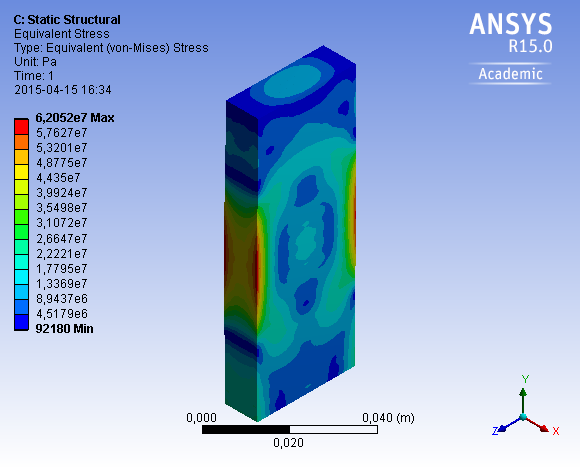 C: Static Structural
Equivalent Stress
Type: Equivalent (von-Mises) Stress
Unit: Pa
Time: 1
2015-04-15 16:34
ANSYS
R15.0
Academic
6,2052e7 Max
5,7627e7
5,3201e7
4,8775e7
4,435e7
3,9924e7
3,5498e7
3,1072e7
2,6647e7
2,2221e7
1,7795e7
1,3369e7
8,9437e6
4,5179e6
92180 Min
0,000
0,040 (m)
0,020
Y
Z
X